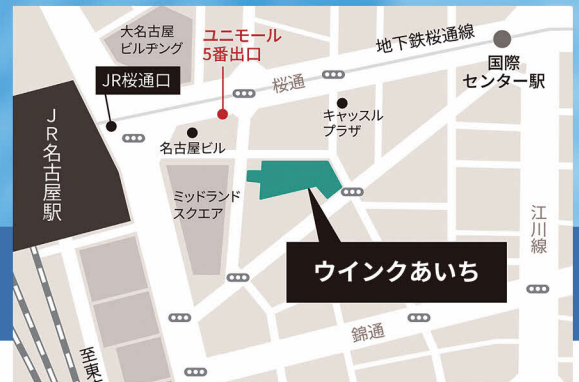 大名古屋
ビルヂング
ユニモール
5番出口
地下鉄桜通線
国際
センター駅
JR桜通口
桜通
キャッスル
プラザ
JR名古屋駅
名古屋ビル
ミッドランド
スクエア
江川線
ウインクあいち
錦通
至東